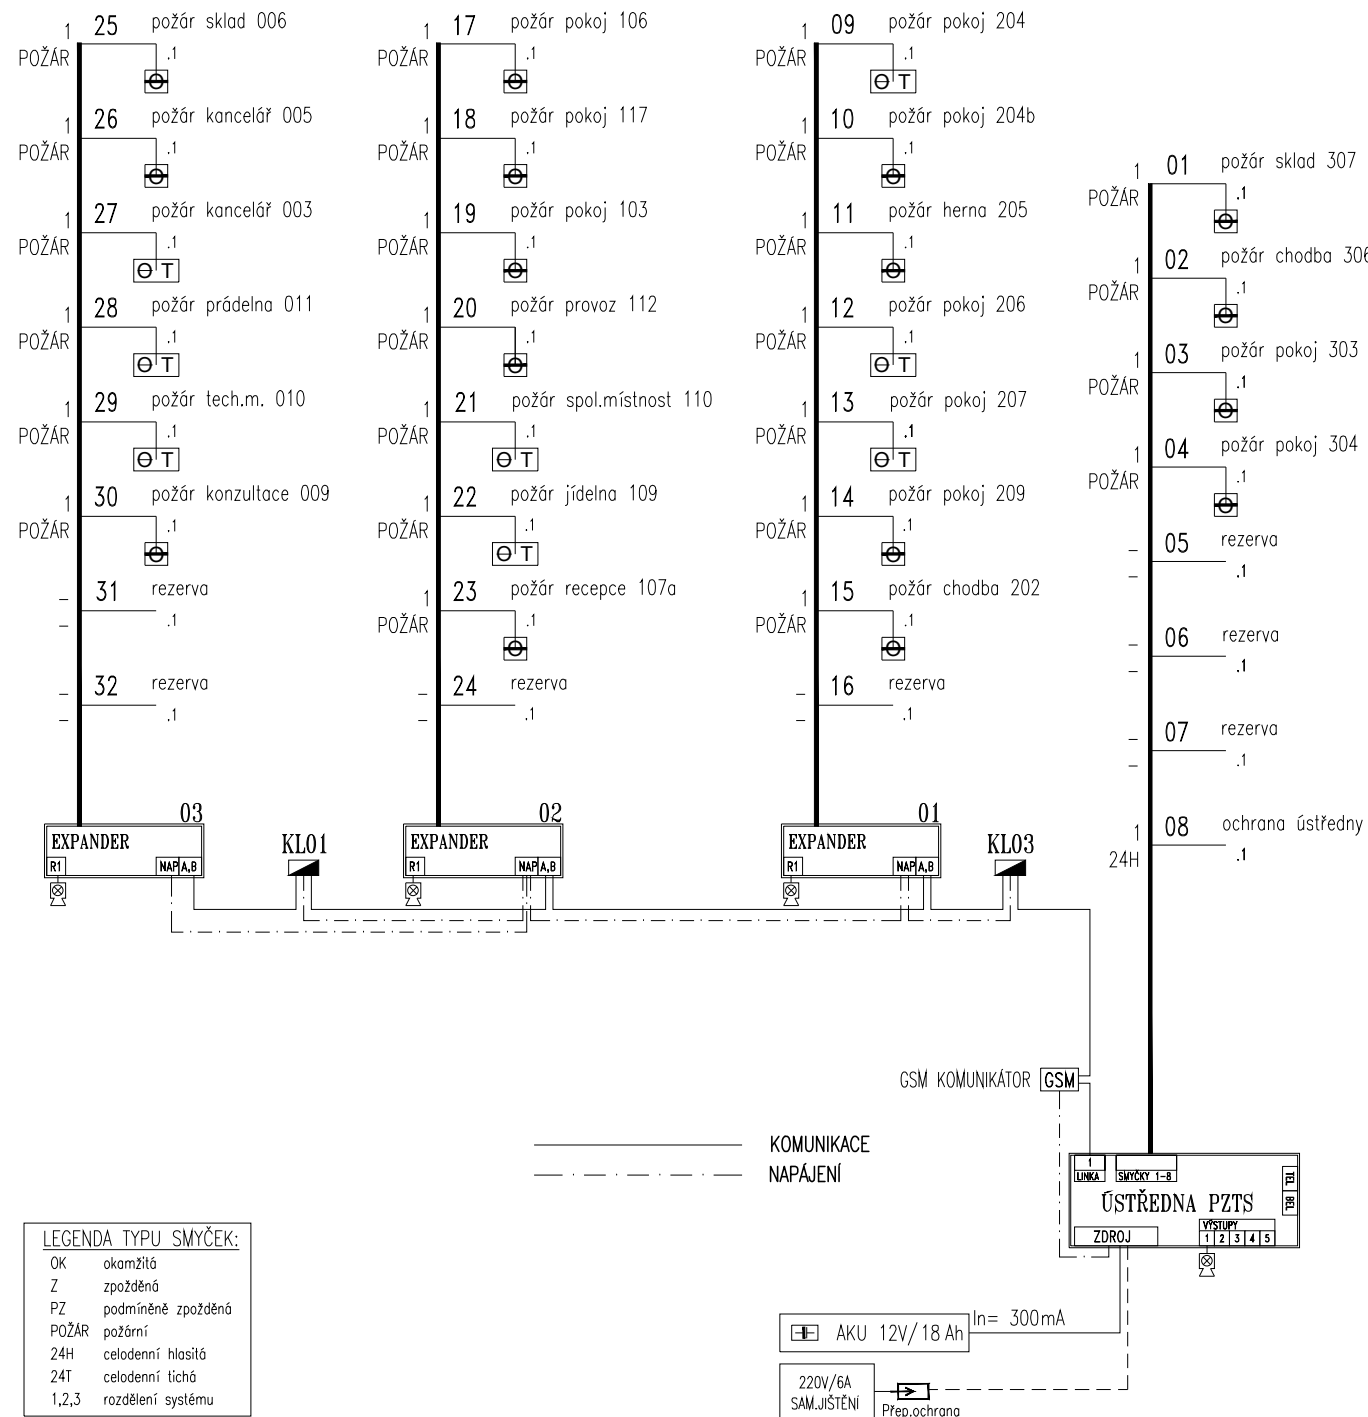 1 25 požár sklad 006
POŽÁR .1
1 26 požár kancelář 005
POŽÁR .1
1 27 požár kancelář 003
POŽÁR .1
T
1 28 požár prádelna 011
POŽÁR .1
T
1 29 požár tech.m. 010
POŽÁR .1
T
1 30 požár konzultace 009
POŽÁR .1
– 31 rezerva
– .1
– 32 rezerva
– .1
03
EXPANDER
R1 NAP A,B
KL01
1 17 požár pokoj 106
POŽÁR .1
1 18 požár pokoj 117
POŽÁR .1
1 19 požár pokoj 103
POŽÁR .1
1 20 požár provoz 112
POŽÁR .1
1 21 požár spol.místnost 110
POŽÁR .1
T
1 22 požár jídelna 109
POŽÁR .1
T
1 23 požár recepce 107a
POŽÁR .1
– 24 rezerva
– .1
02
EXPANDER
R1 NAP A,B
1 09 požár pokoj 204
POŽÁR .1
T
1 10 požár pokoj 204b
POŽÁR .1
1 11 požár herna 205
POŽÁR .1
1 12 požár pokoj 206
POŽÁR .1
T
1 13 požár pokoj 207
POŽÁR .1
T
1 14 požár pokoj 209
POŽÁR .1
1 15 požár chodba 202
POŽÁR .1
– 16 rezerva
– .1
01
EXPANDER
R1 NAP A,B
KL03
1 01 požár sklad 307
POŽÁR .1
1 02 požár chodba 306
POŽÁR .1
1 03 požár pokoj 303
POŽÁR .1
1 04 požár pokoj 304
POŽÁR .1
– 05 rezerva
– .1
– 06 rezerva
– .1
– 07 rezerva
– .1
1 08 ochrana ústředny
24H .1
GSM KOMUNIKÁTOR GSM
KOMUNIKACE
NAPÁJENÍ
1
LINKA SMYČKY 1-8
TEL BEL
ÚSTŘEDNA PZTS
ZDROJ
VÝSTUPY
1 2 3 4 5
AKU 12V/18 Ah
In= 300mA
220V/6A
SAM.JIŠTĚNÍ
Přep.ochrana
LEGENDA TYPU SMYČEK:
OK okamžitá
Z zpožděná
PZ podmíněně zpožděná
POŽÁR požární
24H celodenní hlasitá
24T celodenní tichá
1,2,3 rozdělení systému